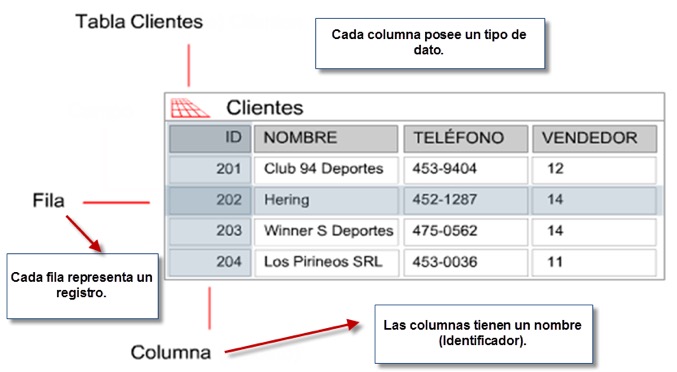 Tabla Clientes
Cada columna posee un tipo de
dato.
Clientes
ID NOMBRE TELÉFONO VENDEDOR
201 Club 94 Deportes 453-9404 12
202 Hering 452-1287 14
203 Winner S Deportes 475-0562 14
204 Los Pirineos SRL 453-0036 11
Fila
Cada fila representa un
registro.
Columna
Las columnas tienen un nombre
(Identificador).